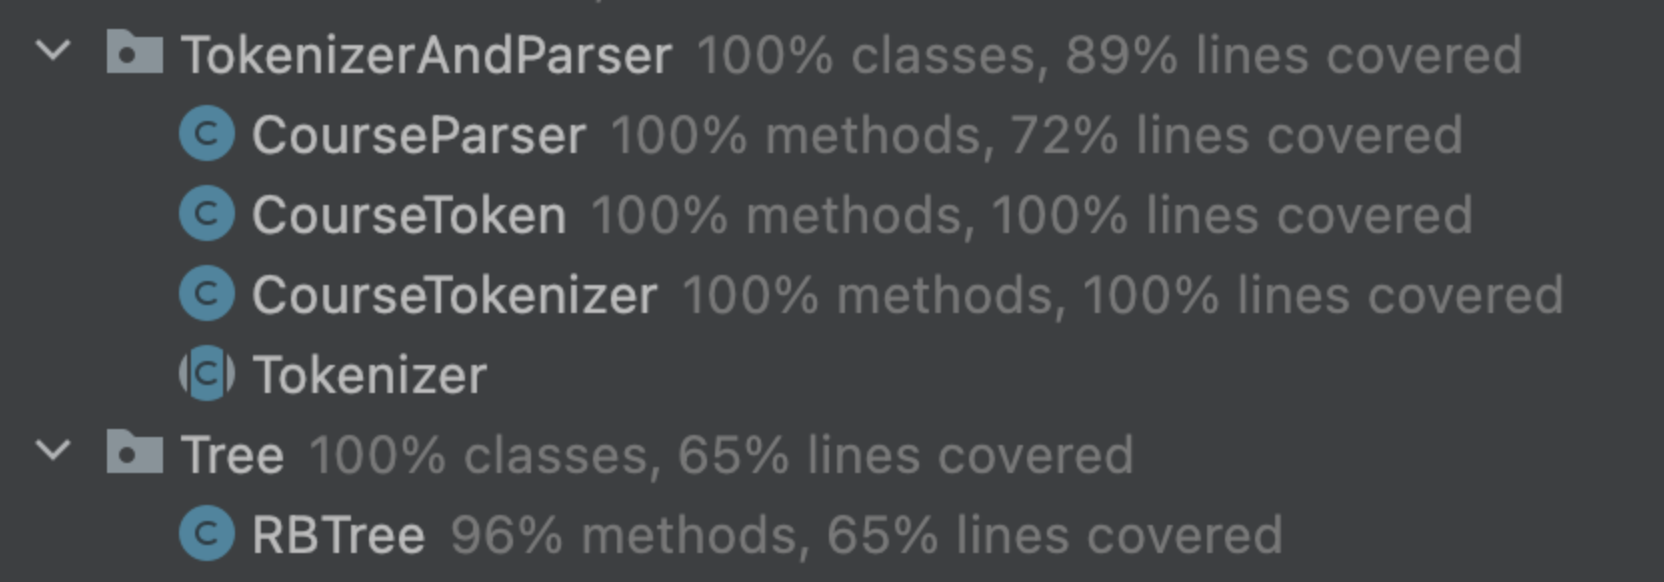 TokenizerAndParser 100% classes, 89% lines covered
C CourseParser 100% methods, 72% lines covered
C CourseToken 100% methods, 100% lines covered
C CourseTokenizer 100% methods, 100% lines covered
C Tokenizer
Tree 100% classes, 65% lines covered
C RBTree 96% methods, 65% lines covered